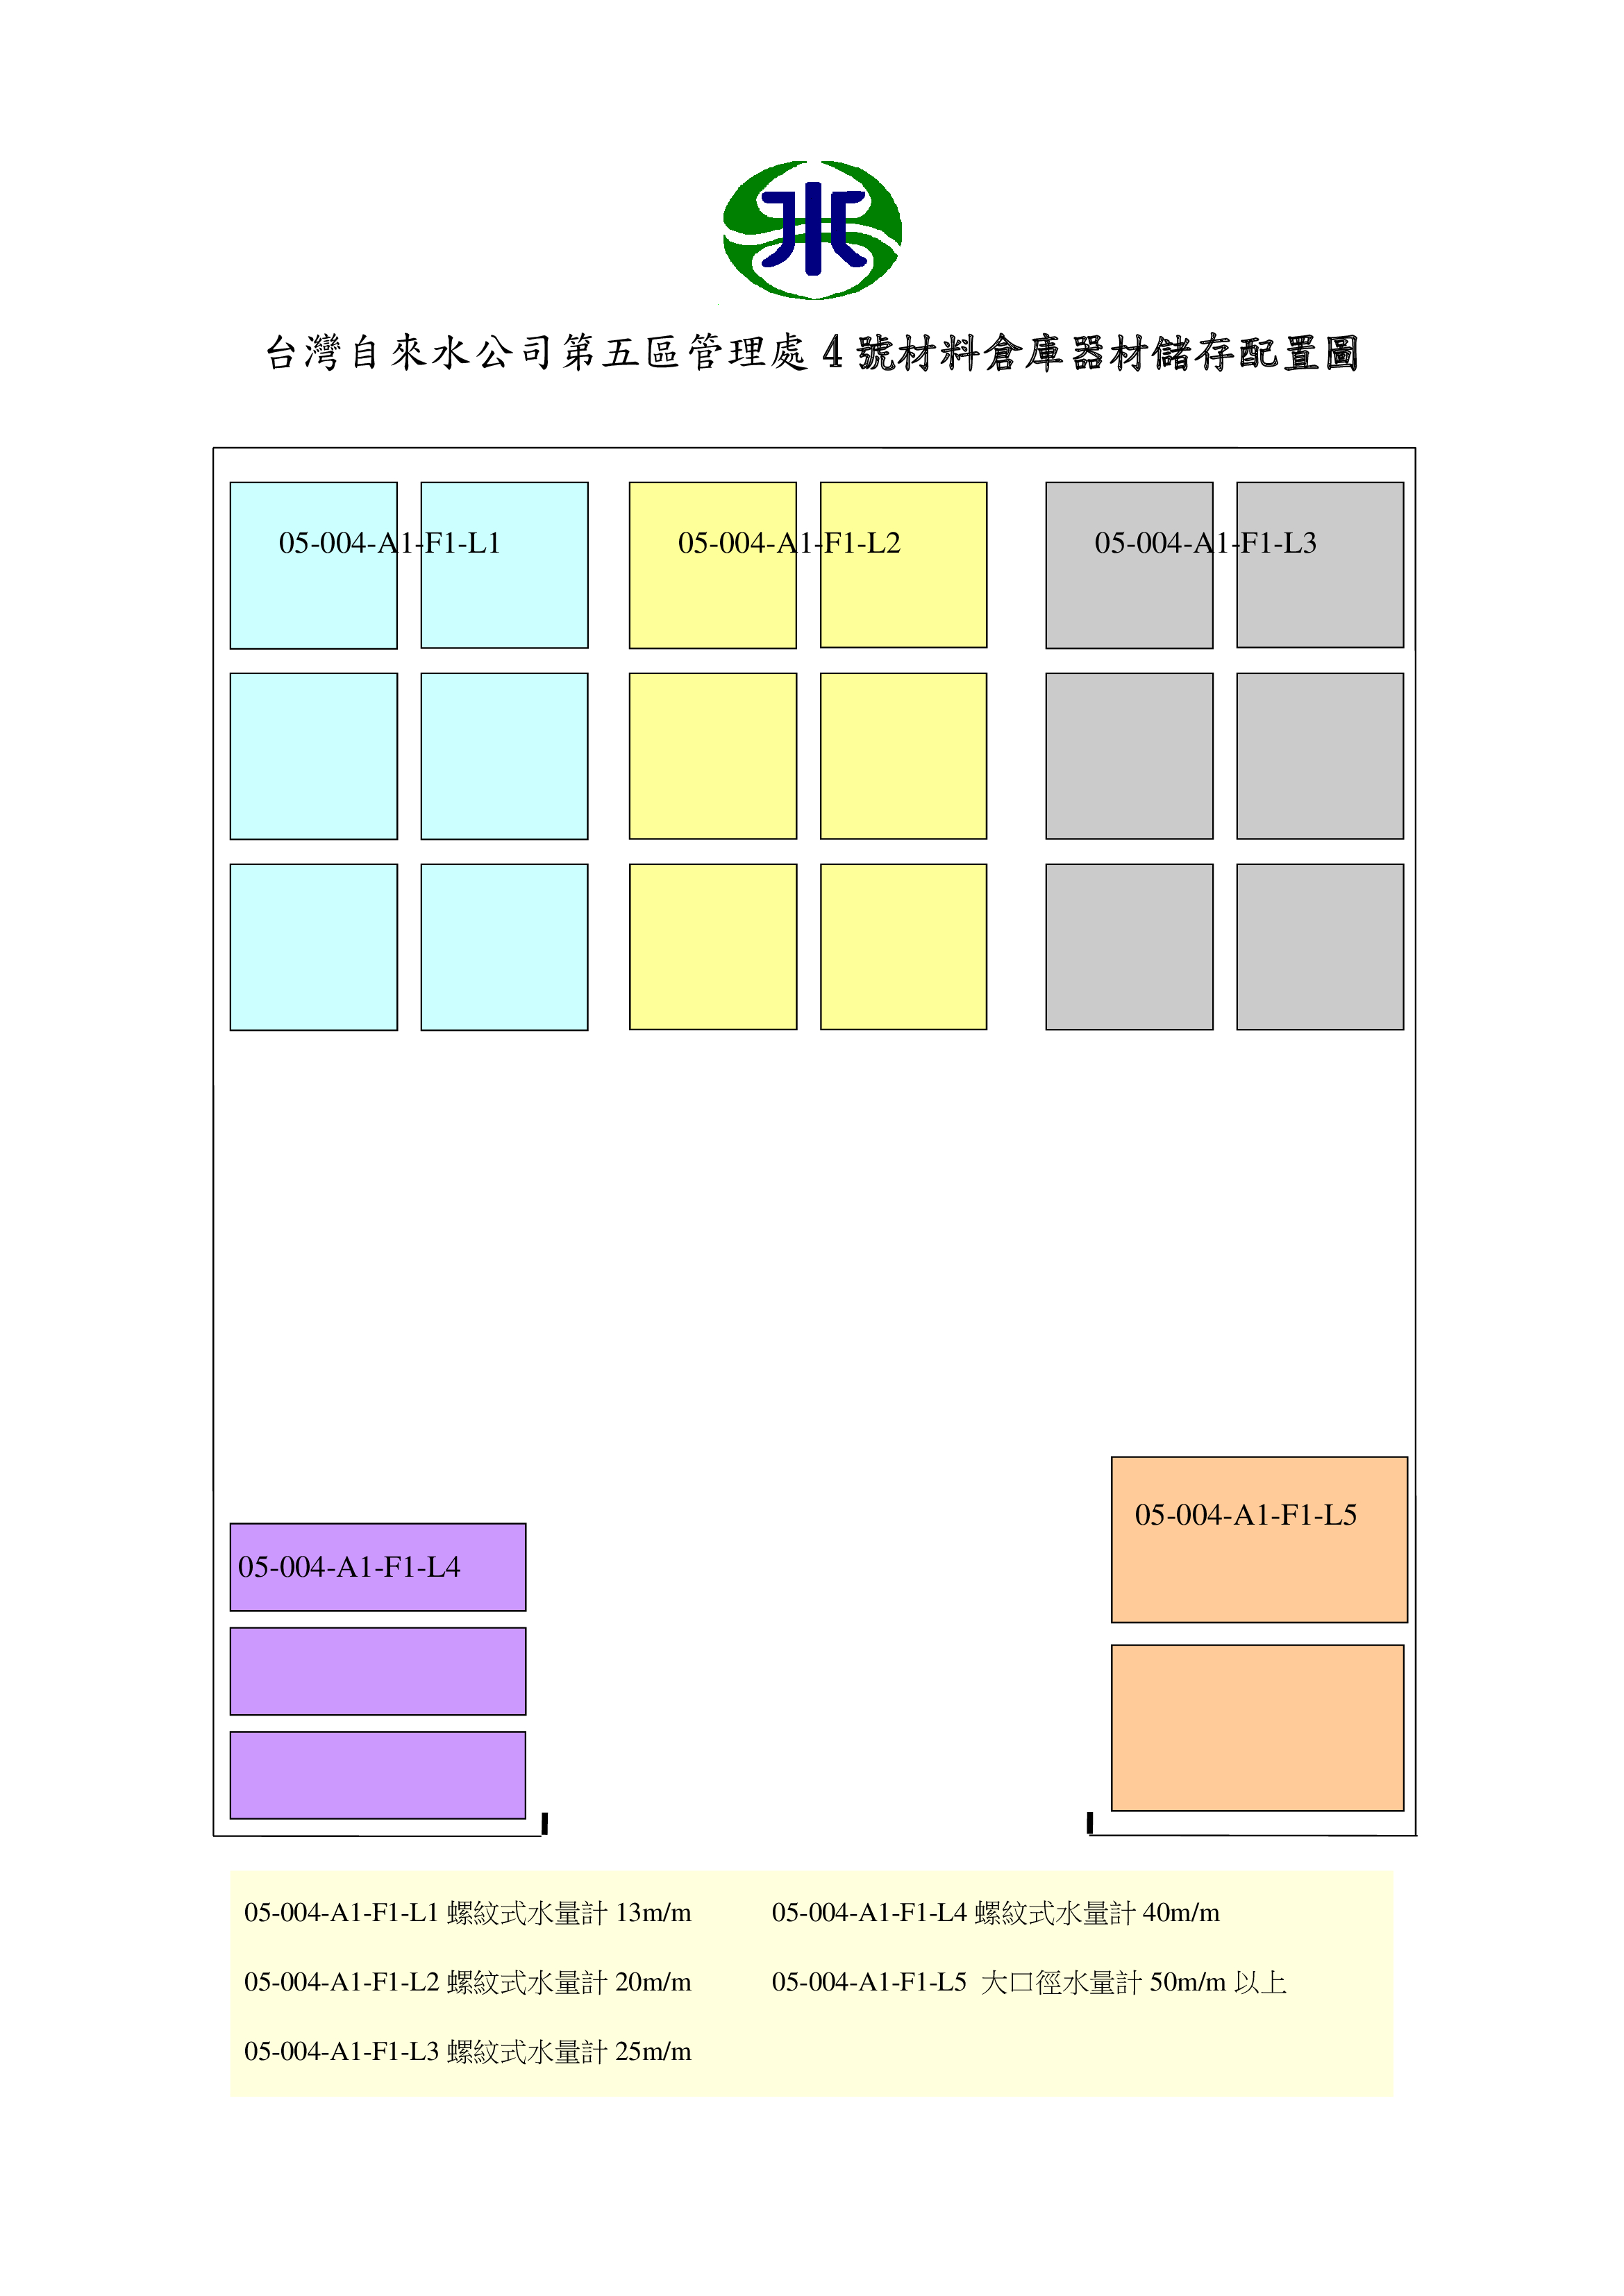 水
台灣自來水公司第五區管理處4號材料倉庫器材儲存配置圖
05-004-A1-F1-L1
05-004-A1-F1-L2
05-004-A1-F1-L3
05-004-A1-F1-L5
05-004-A1-F1-L4
05-004-A1-F1-L1 螺紋式水量計 13m/m
05-004-A1-F1-L4 螺紋式水量計 40m/m
05-004-A1-F1-L2 螺紋式水量計 20m/m
05-004-A1-F1-L5 大口徑水量計 50m/m 以上
05-004-A1-F1-L3 螺紋式水量計 25m/m